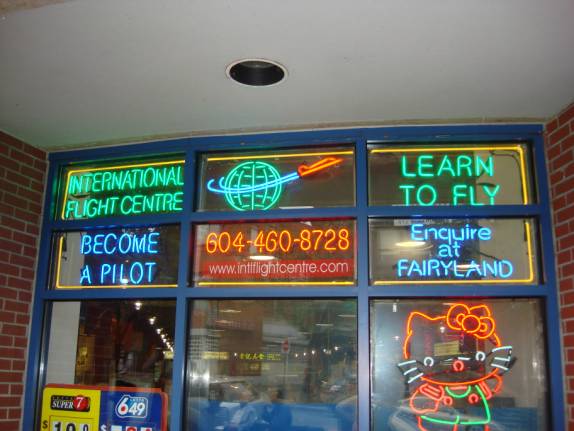 INTERNATIONAL
FLIGHT CENTRE
LEARN
TO FLY
BECOME
A PILOT
604-460-8728
www.intlflightcentre.com
Enquire
at
FAIRYLAND
SUPER 7
649